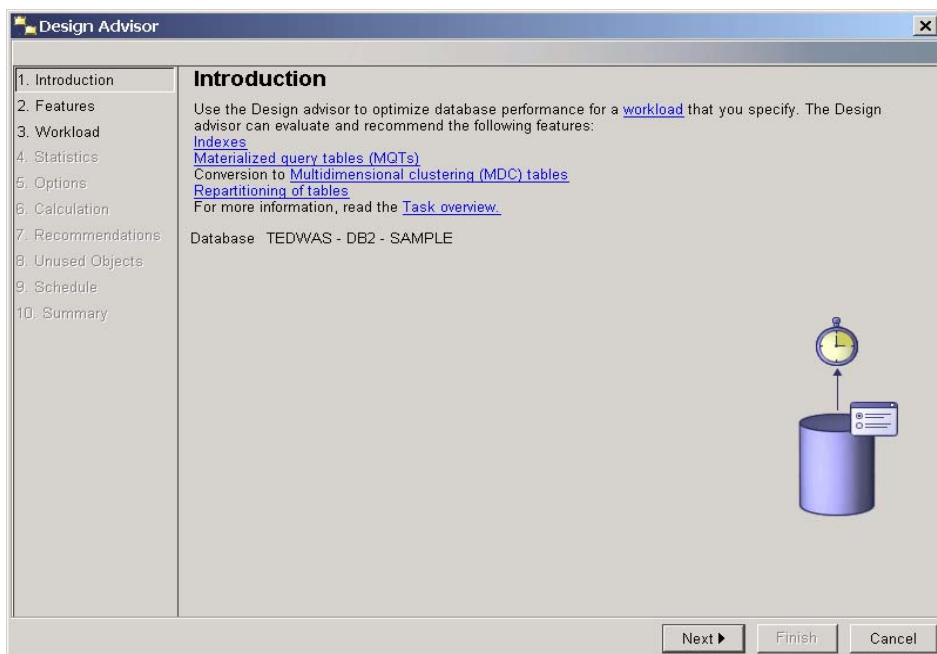 Design Advisor
1. Introduction
2. Features
3. Workload
4. Statistics
5. Options
6. Calculation
7. Recommendations
8. Unused Objects
9. Schedule
10. Summary
Introduction
Use the Design advisor to optimize database performance for a workload that you specify. The Design
advisor can evaluate and recommend the following features:
Indexes
Materialized query tables (MQTs)
Conversion to Multidimensional clustering (MDC) tables
Repartitioning of tables
For more information, read the Task overview.
Database TEDWAS - DB2 - SAMPLE
Next
Finish
Cancel